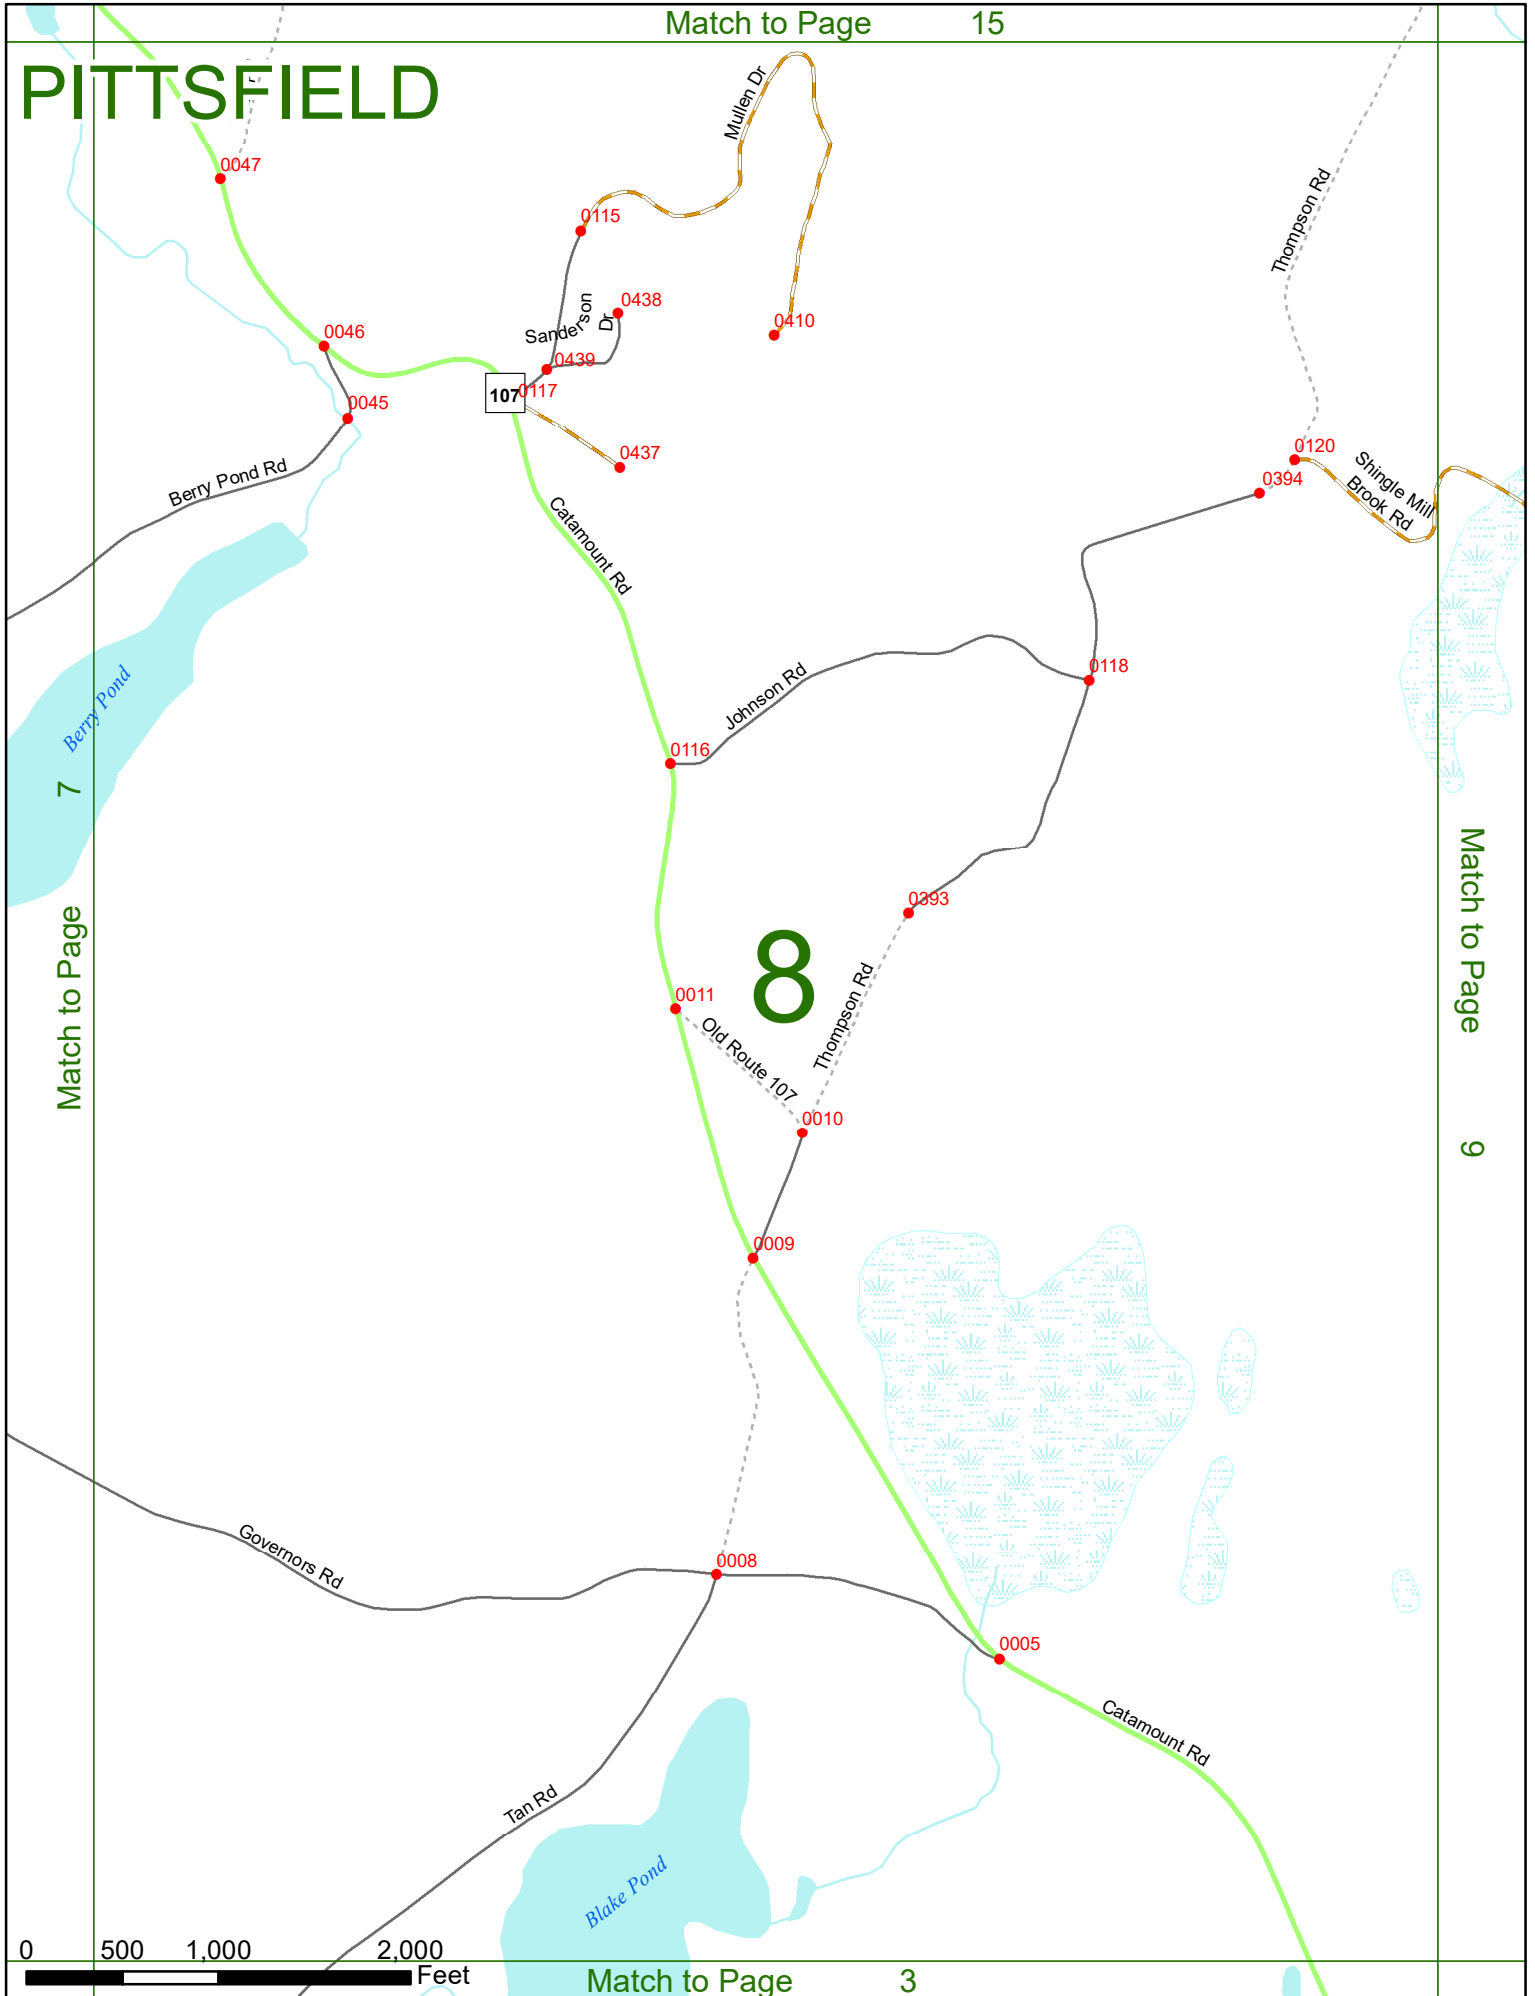 Match to Page 15
PITTSFIELD
0047
Mullen Dr
0115
Thompson Rd
0438
Sanderson Dr
0410
0046
0439
107
0117
0045
0437
0120
0394
Shingle Mill
Brook Rd
Berry Pond Rd
Catamount Rd
Johnson Rd
0118
Berry Pond
0116
Match to Page 7
Match to Page 9
0393
8
0011
Old Route 107
Thompson Rd
0010
0009
Governors Rd
0008
0005
Catamount Rd
Tan Rd
Blake Pond
0 500 1,000 2,000
Feet
Match to Page 3